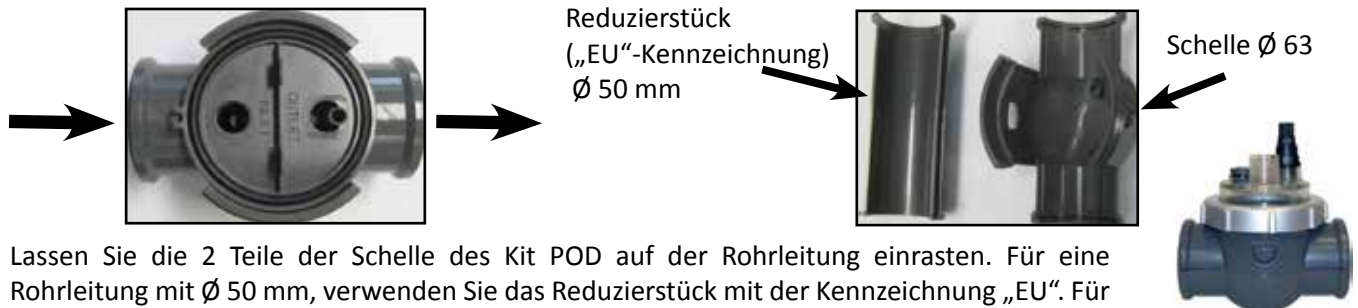 Reduzierstück
(„EU“-Kennzeichnung)
Ø 50 mm
Schelle Ø 63
OUTLET
Lassen Sie die 2 Teile der Schelle des Kit POD auf der Rohrleitung einrasten. Für eine
Rohrleitung mit Ø 50 mm, verwenden Sie das Reduzierstück mit der Kennzeichnung „EU“. Für